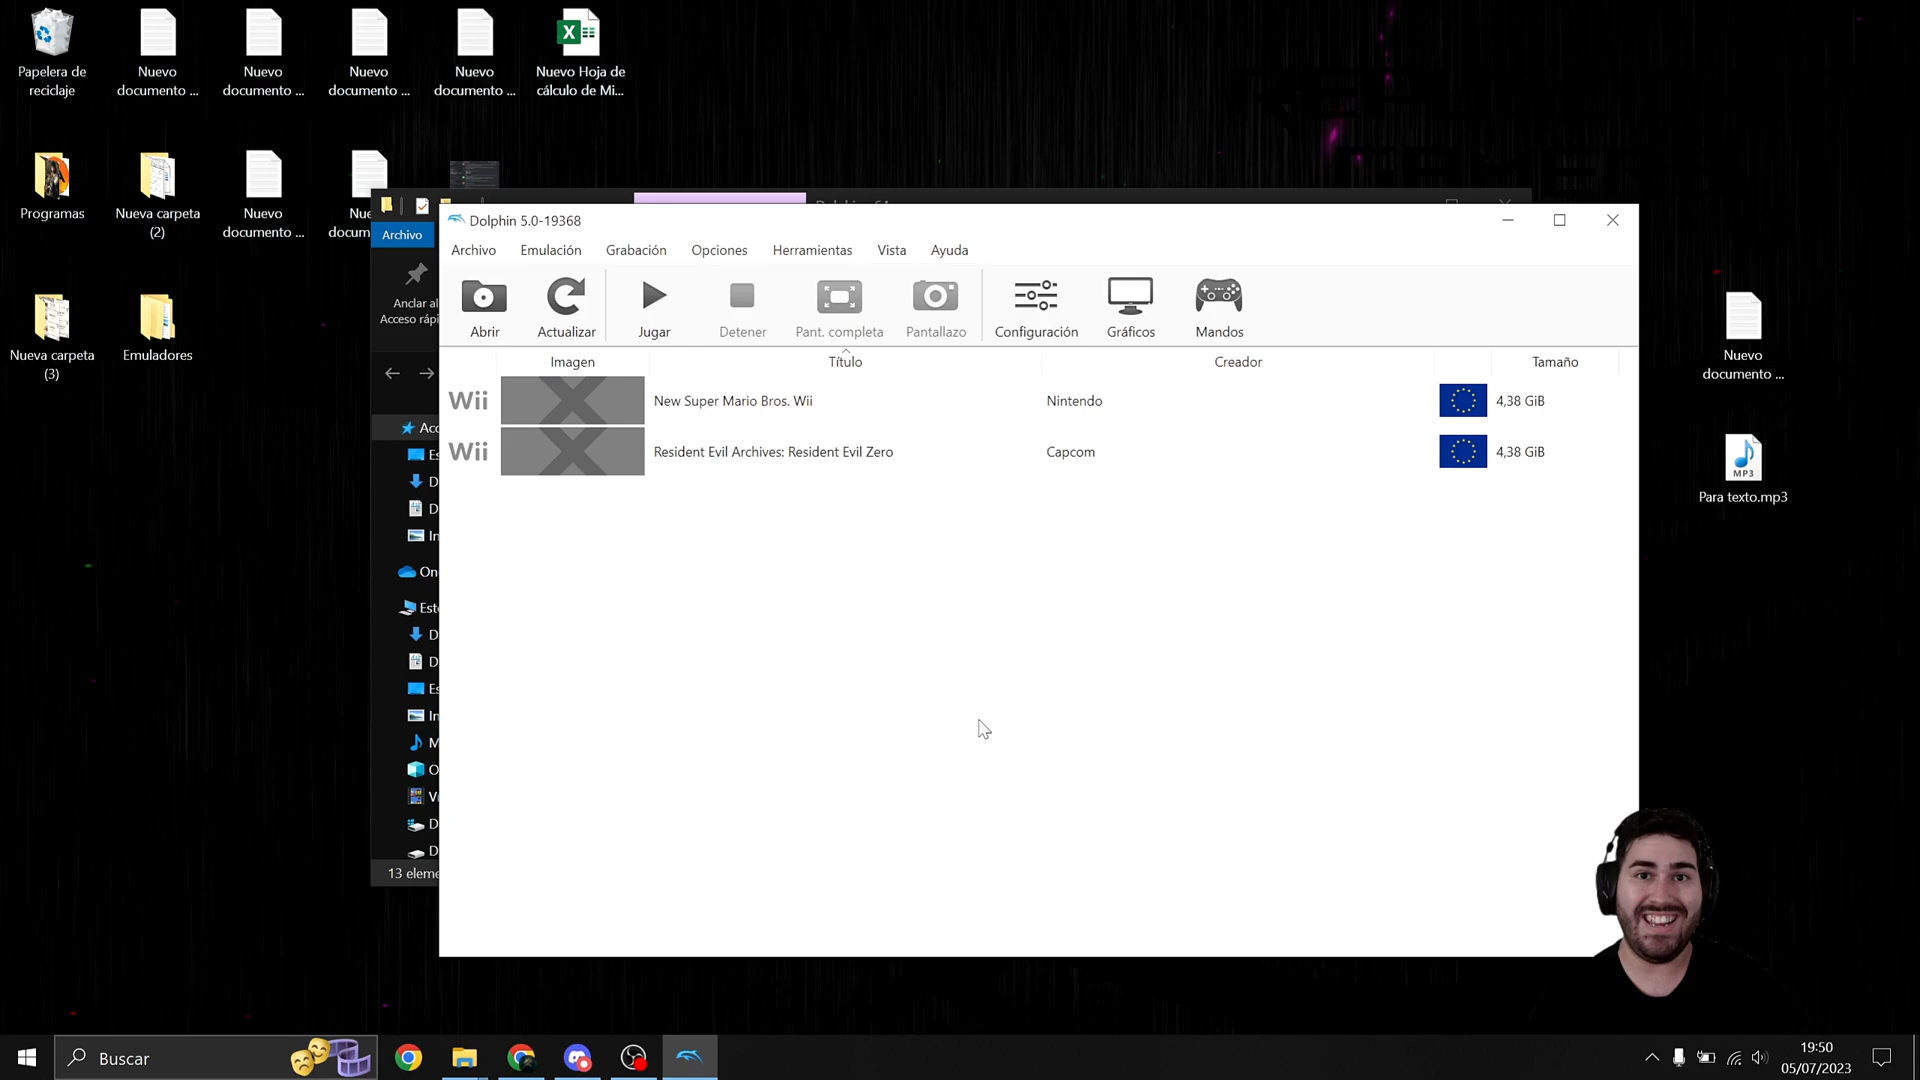 Papelera de
reciclaje
Nuevo
documento ...
Nuevo
documento ...
Nuevo
documento ...
Nuevo
documento ...
Nuevo Hoja de
cálculo de Mi...
Programas
Nueva carpeta
(2)
Nuevo
documento ...
Nueva carpeta
(3)
Emuladores
Nuevo
documento ...
MP3
Para texto.mp3
Archivo
Anclar al
Acceso rápi
13 eleme
Dolphin 5.0-19368
Archivo
Emulación
Grabación
Opciones
Herramientas
Vista
Ayuda
Abrir
Actualizar
Jugar
Detener
Pant. completa
Pantallazo
Configuración
Gráficos
Mandos
Imagen
Título
Creador
Tamaño
Wii
New Super Mario Bros. Wii
Nintendo
4,38 GiB
Wii
Resident Evil Archives: Resident Evil Zero
Capcom
4,38 GiB
Buscar
19:50
05/07/2023